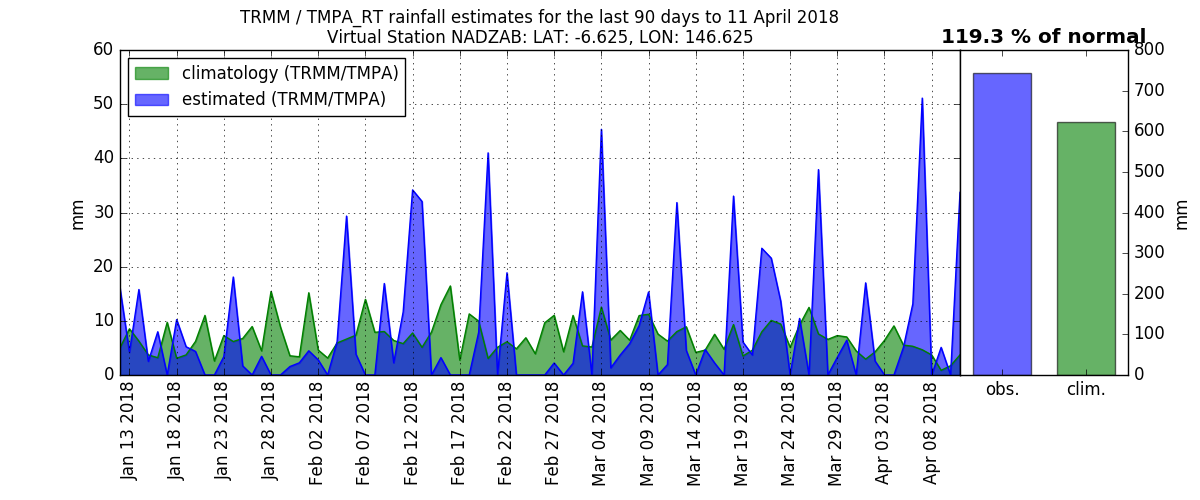 TRMM / TMPA_RT rainfall estimates for the last 90 days to 11 April 2018
Virtual Station NADZAB: LAT: -6.625, LON: 146.625
119.3 % of normal
climatology (TRMM/TMPA)
estimated (TRMM/TMPA)
60
50
40
30
20
10
0
mm
Jan 13 2018
Jan 18 2018
Jan 23 2018
Jan 28 2018
Feb 02 2018
Feb 07 2018
Feb 12 2018
Feb 17 2018
Feb 22 2018
Feb 27 2018
Mar 04 2018
Mar 09 2018
Mar 14 2018
Mar 19 2018
Mar 24 2018
Mar 29 2018
Apr 03 2018
Apr 08 2018
obs.
clim.
800
700
600
500
400
300
200
100
0
mm